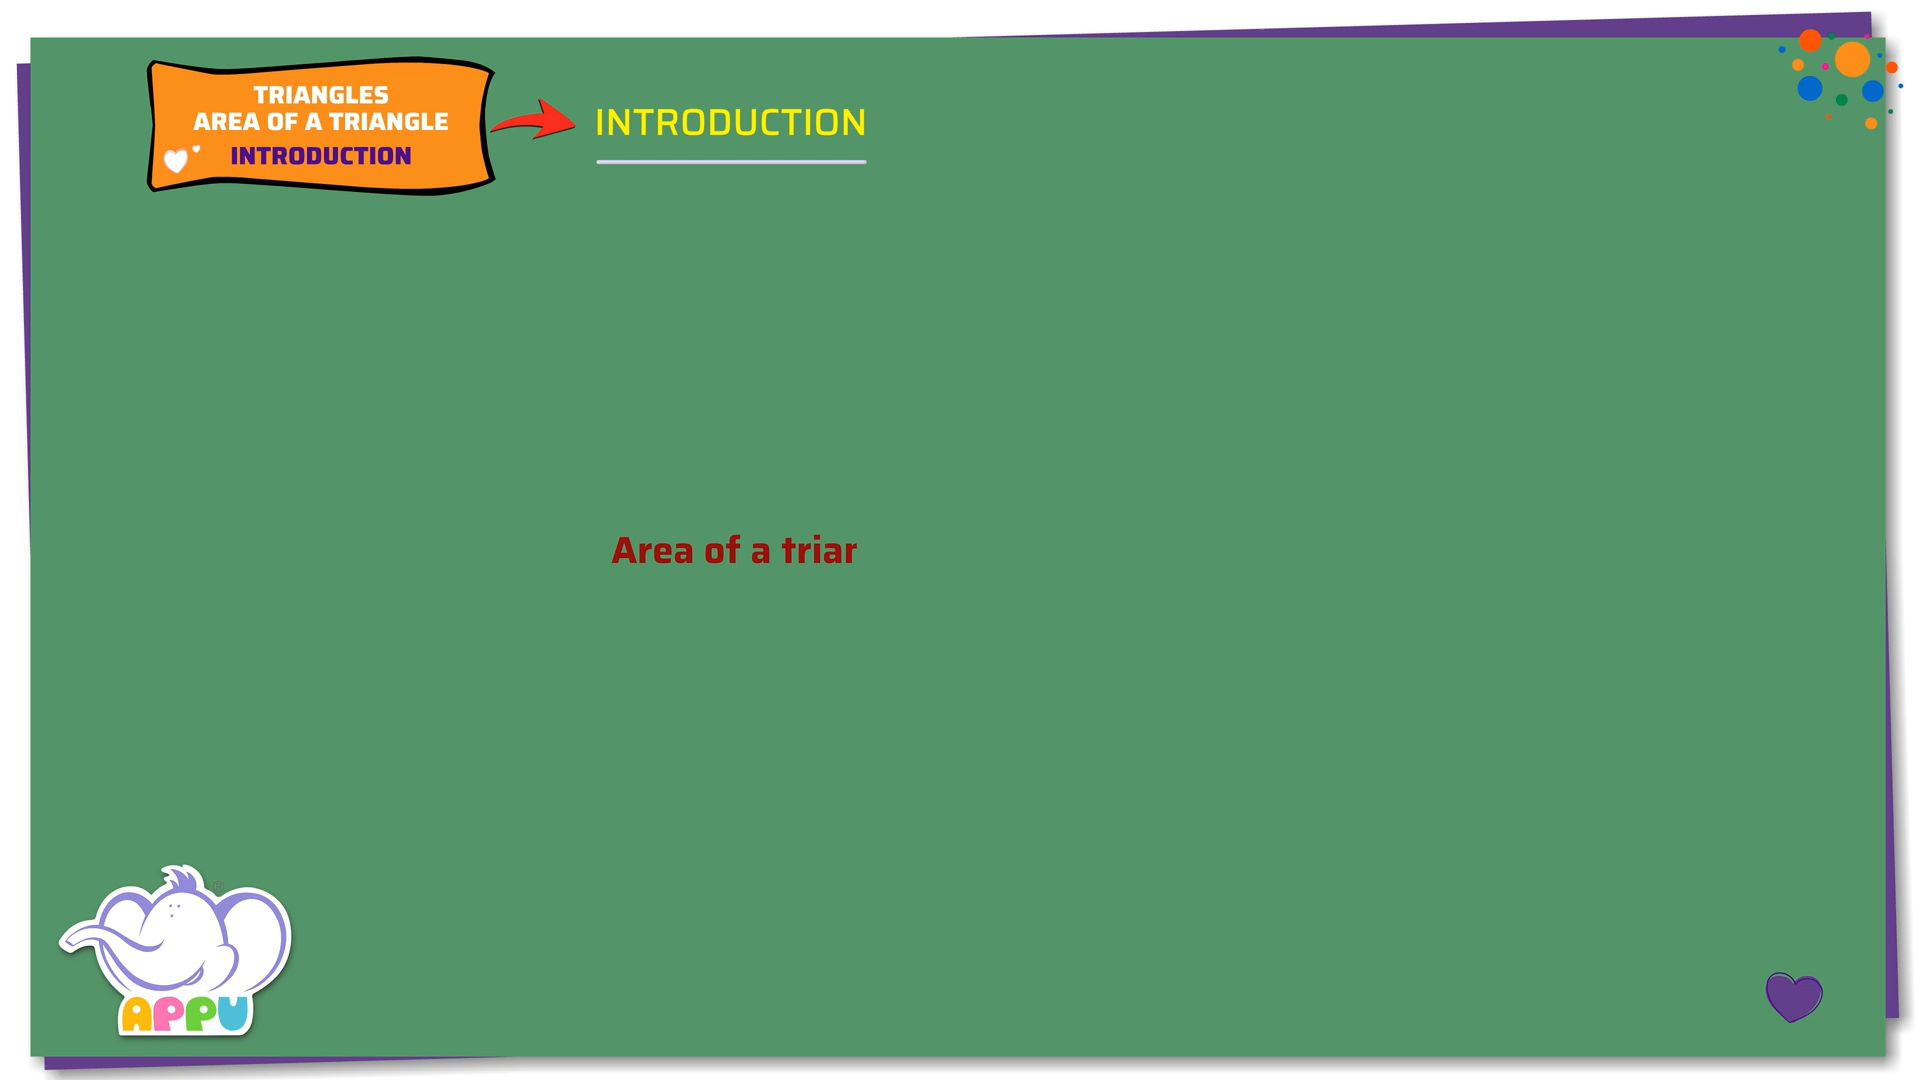 TRIANGLES
AREA OF A TRIANGLE
INTRODUCTION
INTRODUCTION
Area of a triar
APPU
®